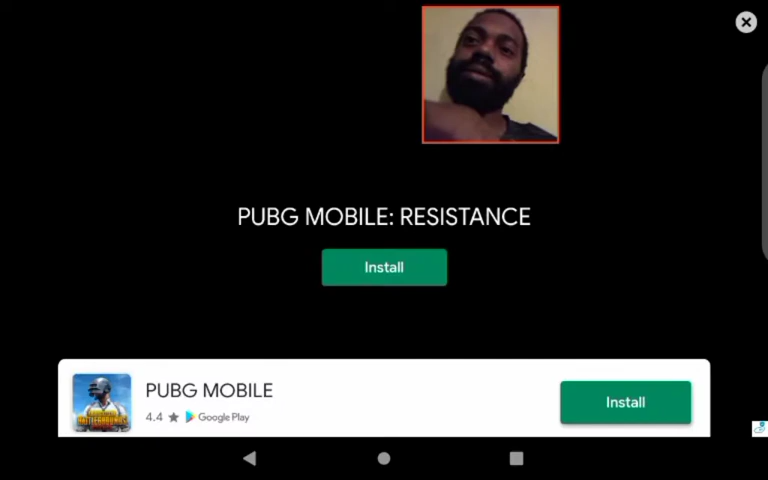 PUBG MOBILE: RESISTANCE
Install
PUBG MOBILE
4.4 ★ Google Play
Install